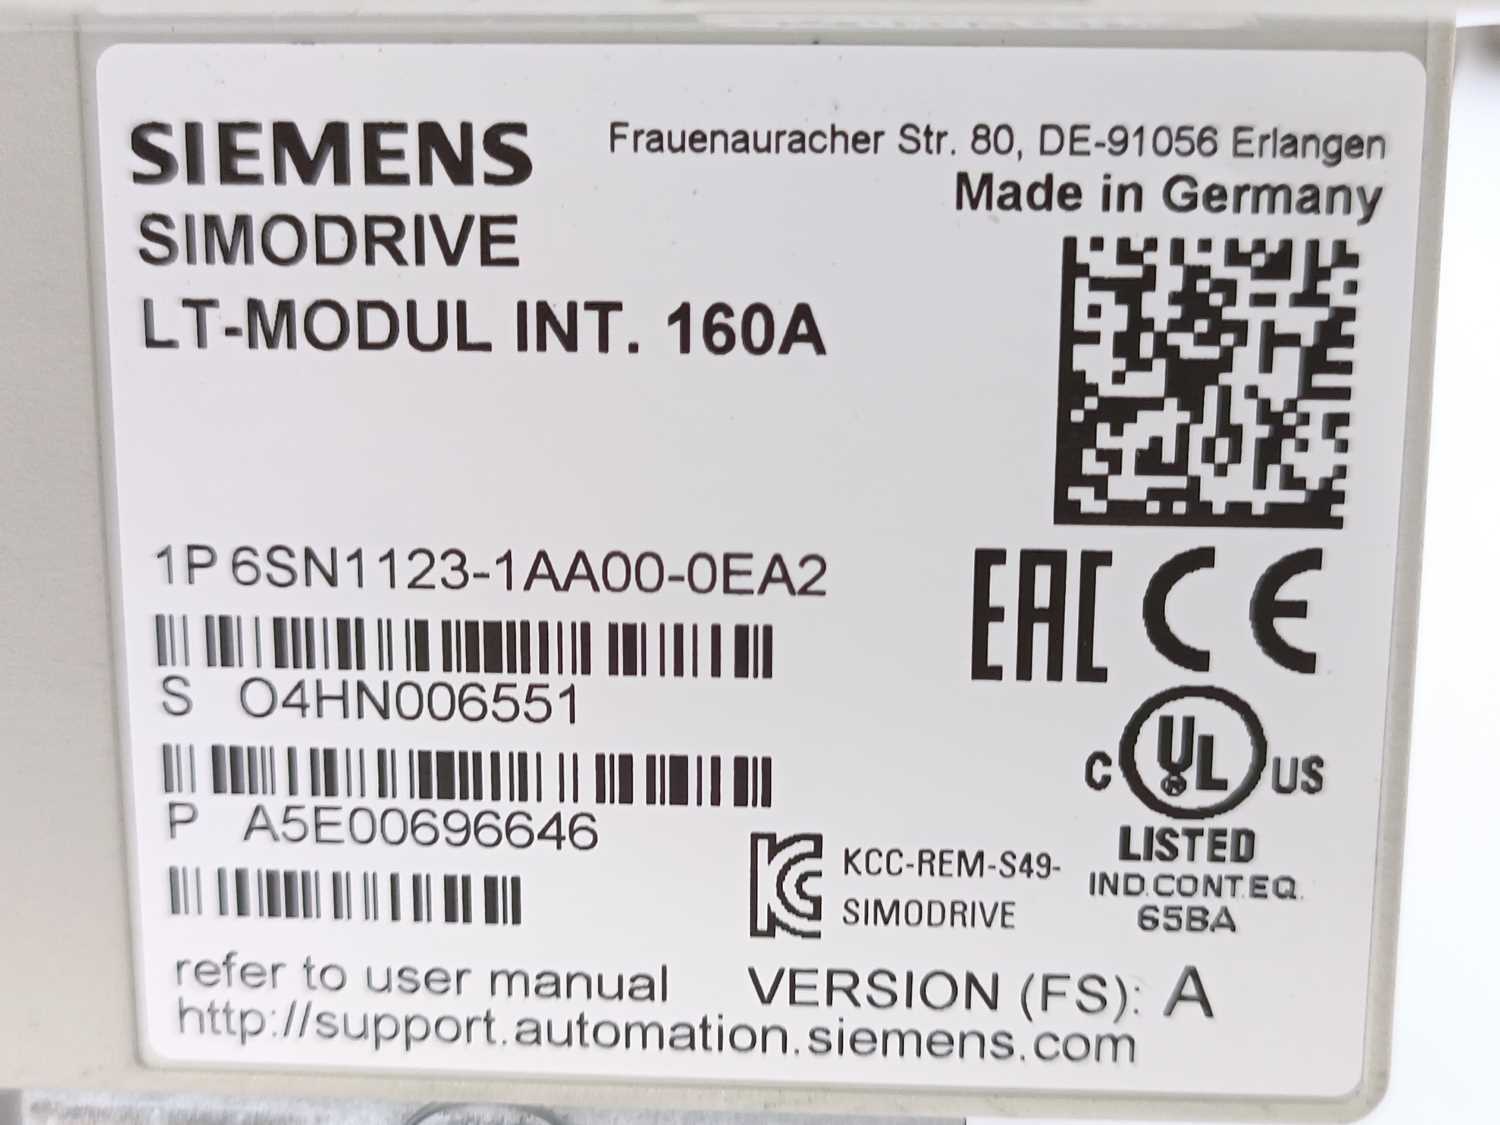 SIEMENS
Frauenauracher Str. 80, DE-91056 Erlangen
Made in Germany
SIMODRIVE
LT-MODUL INT. 160A
1P 6SN1123-1AA00-0EA2
S O4HN006551
P A5E00696646
EAC CE
c UL US
LISTED
IND.CONT.EQ.
65BA
KCC-REM-S49-
SIMODRIVE
refer to user manual VERSION (FS): A
http://support.automation.siemens.com